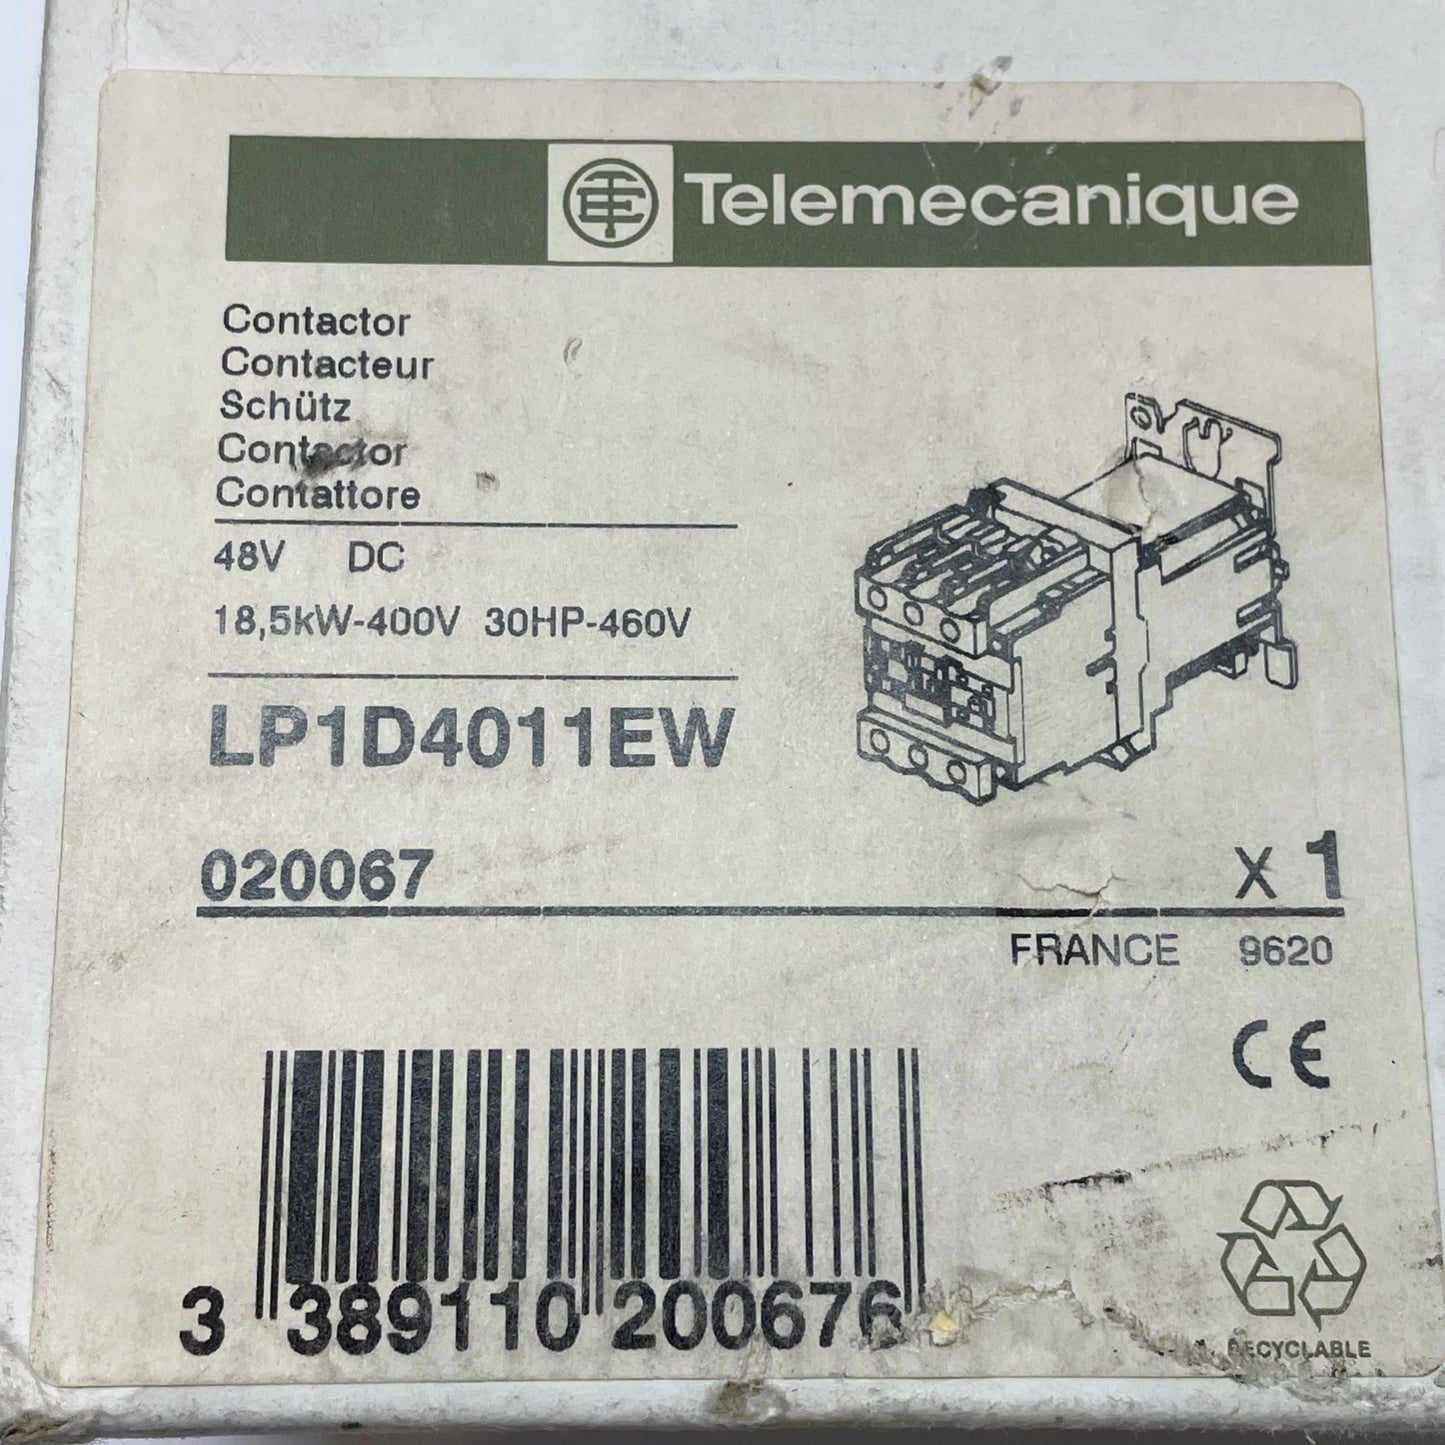 Telemecanique
Contactor
Contacteur
Schütz
Contactor
Contattore
48V DC
18,5kW-400V 30HP-460V
LP1D4011EW
020067
x 1
FRANCE 9620
CE
3 389110 200676
RECYCLABLE